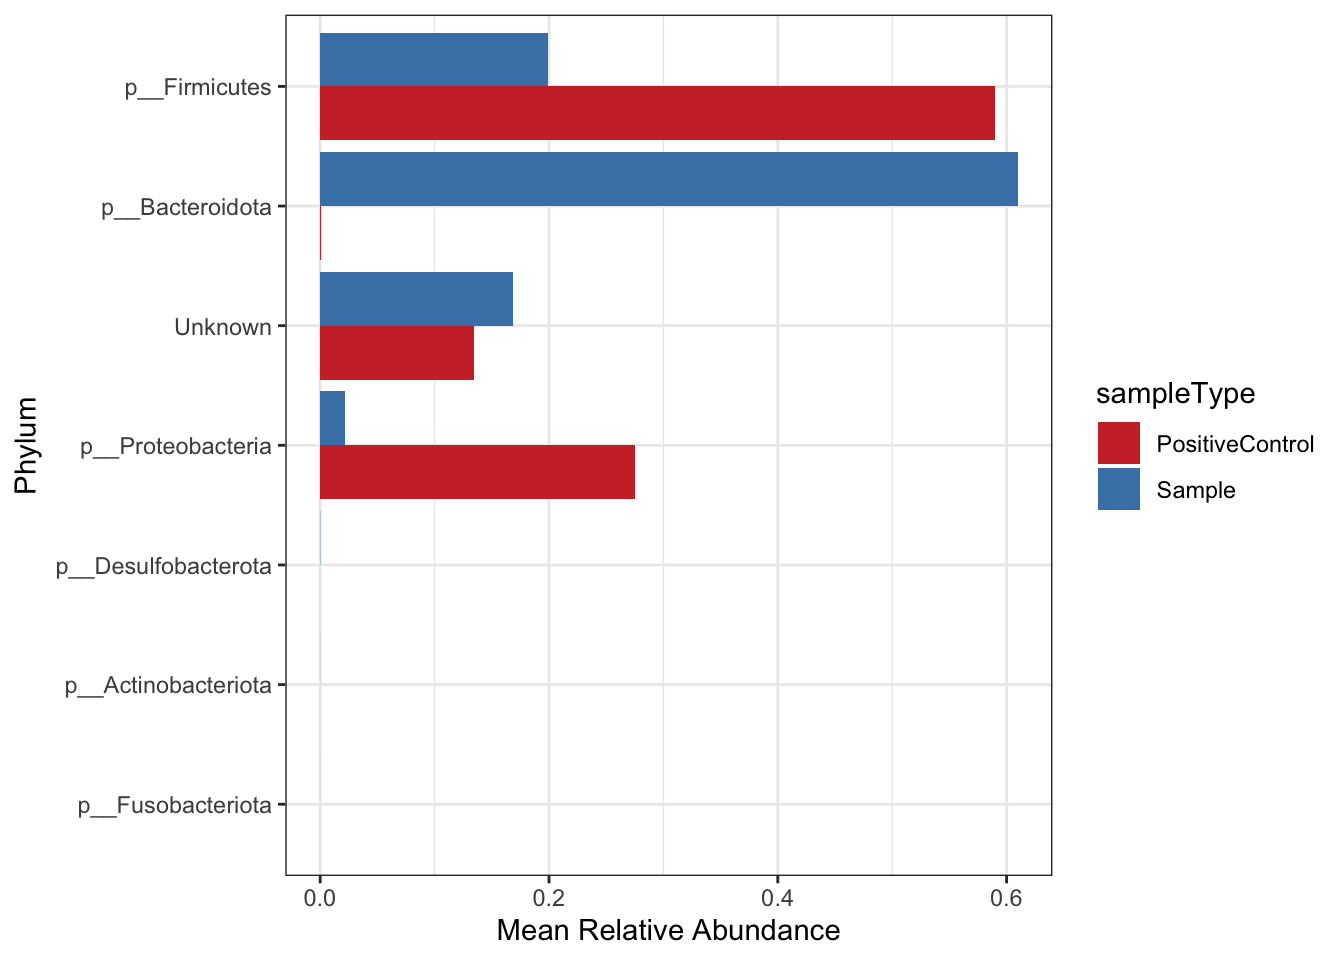 p__Firmicutes
p__Bacteroidota
Unknown
p__Proteobacteria
p__Desulfobacterota
p__Actinobacteriota
p__Fusobacteriota
Phylum
0.0 0.2 0.4 0.6
Mean Relative Abundance
sampleType
PositiveControl
Sample